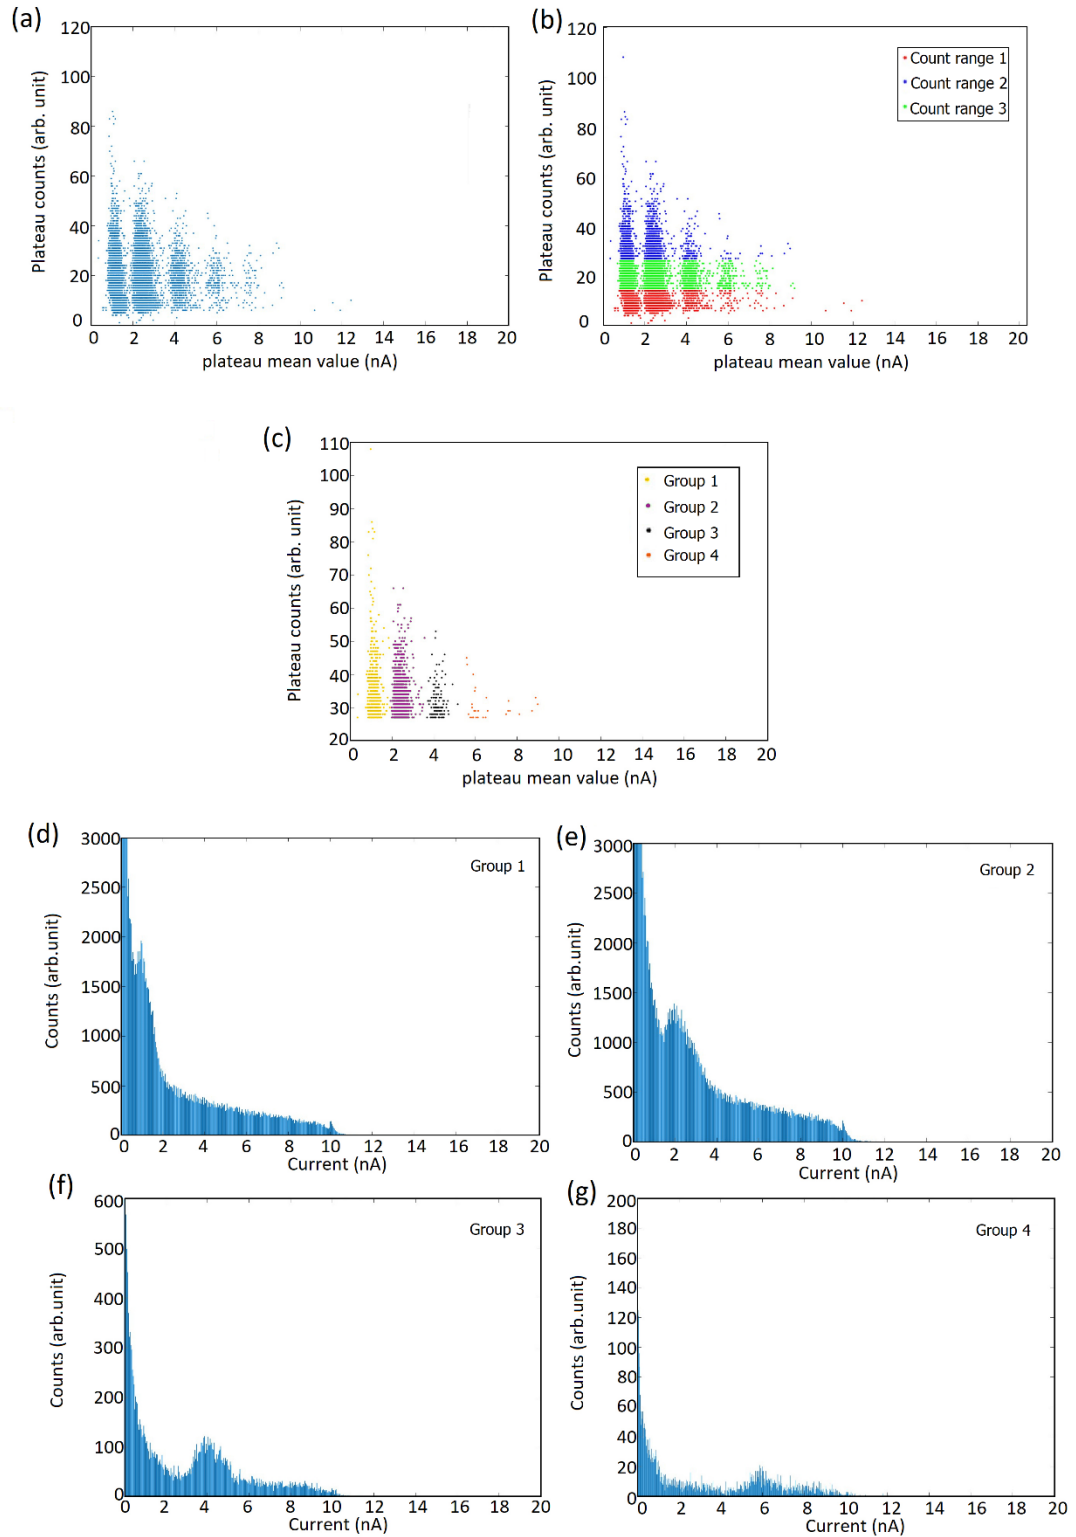 (a)
120
100
80
60
40
20
0
Plateau counts (arb. unit)
0 2 4 6 8 10 12 14 16 18 20
plateau mean value (nA)
(b)
120
100
80
60
40
20
0
Plateau counts (arb. unit)
Count range 1
Count range 2
Count range 3
0 2 4 6 8 10 12 14 16 18 20
plateau mean value (nA)
(c)
110
100
90
80
70
60
50
40
30
20
Plateau counts (arb. unit)
Group 1
Group 2
Group 3
Group 4
0 2 4 6 8 10 12 14 16 18 20
plateau mean value (nA)
(d)
3000
2500
2000
1500
1000
500
0
Counts (arb.unit)
Group 1
0 2 4 6 8 10 12 14 16 18 20
Current (nA)
(e)
3000
2500
2000
1500
1000
500
0
Counts (arb.unit)
Group 2
0 2 4 6 8 10 12 14 16 18 20
Current (nA)
(f)
600
500
400
300
200
100
0
Counts (arb.unit)
Group 3
0 2 4 6 8 10 12 14 16 18 20
Current (nA)
(g)
200
180
160
140
120
100
80
60
40
20
0
Counts (arb.unit)
Group 4
0 2 4 6 8 10 12 14 16 18 20
Current (nA)